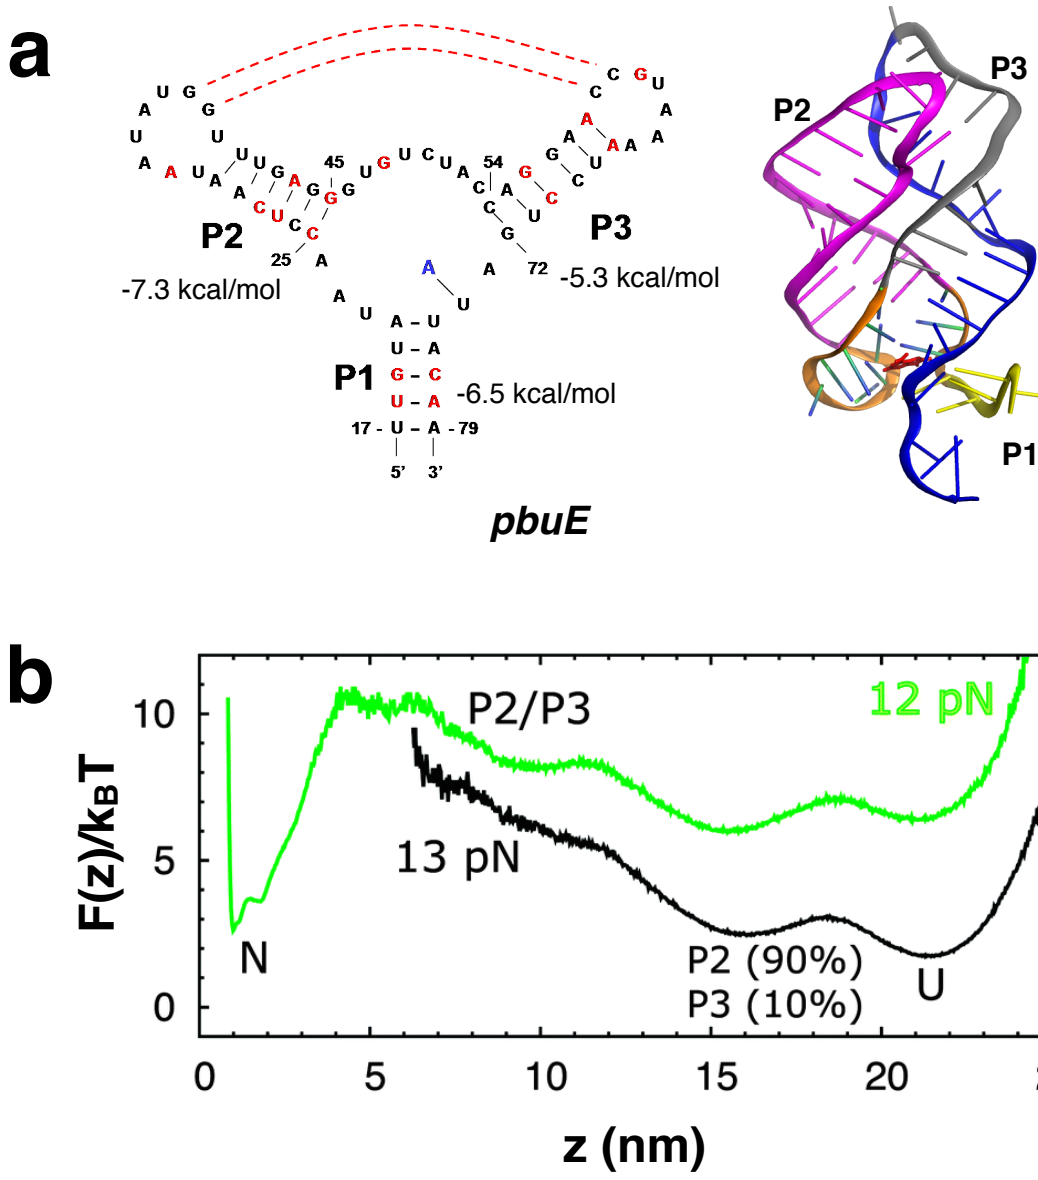 a
C C G U A A A A U C C
G G U A U A A U A A C U C C
G U U U G A G G G U G U C U A C C A G G A A
45
54
P2
25
P3
U G
72
-7.3 kcal/mol
-5.3 kcal/mol
A A U
A
A U
A – U
U – A
P1
G – C
-6.5 kcal/mol
U – A
17 - U – A - 79
5’ 3’
pbuE
P3
P2
P1
b
12 pN
P2/P3
13 pN
N
P2 (90%)
P3 (10%)
U
F(z)/kBT
10
5
0
0 5 10 15 20
z (nm)